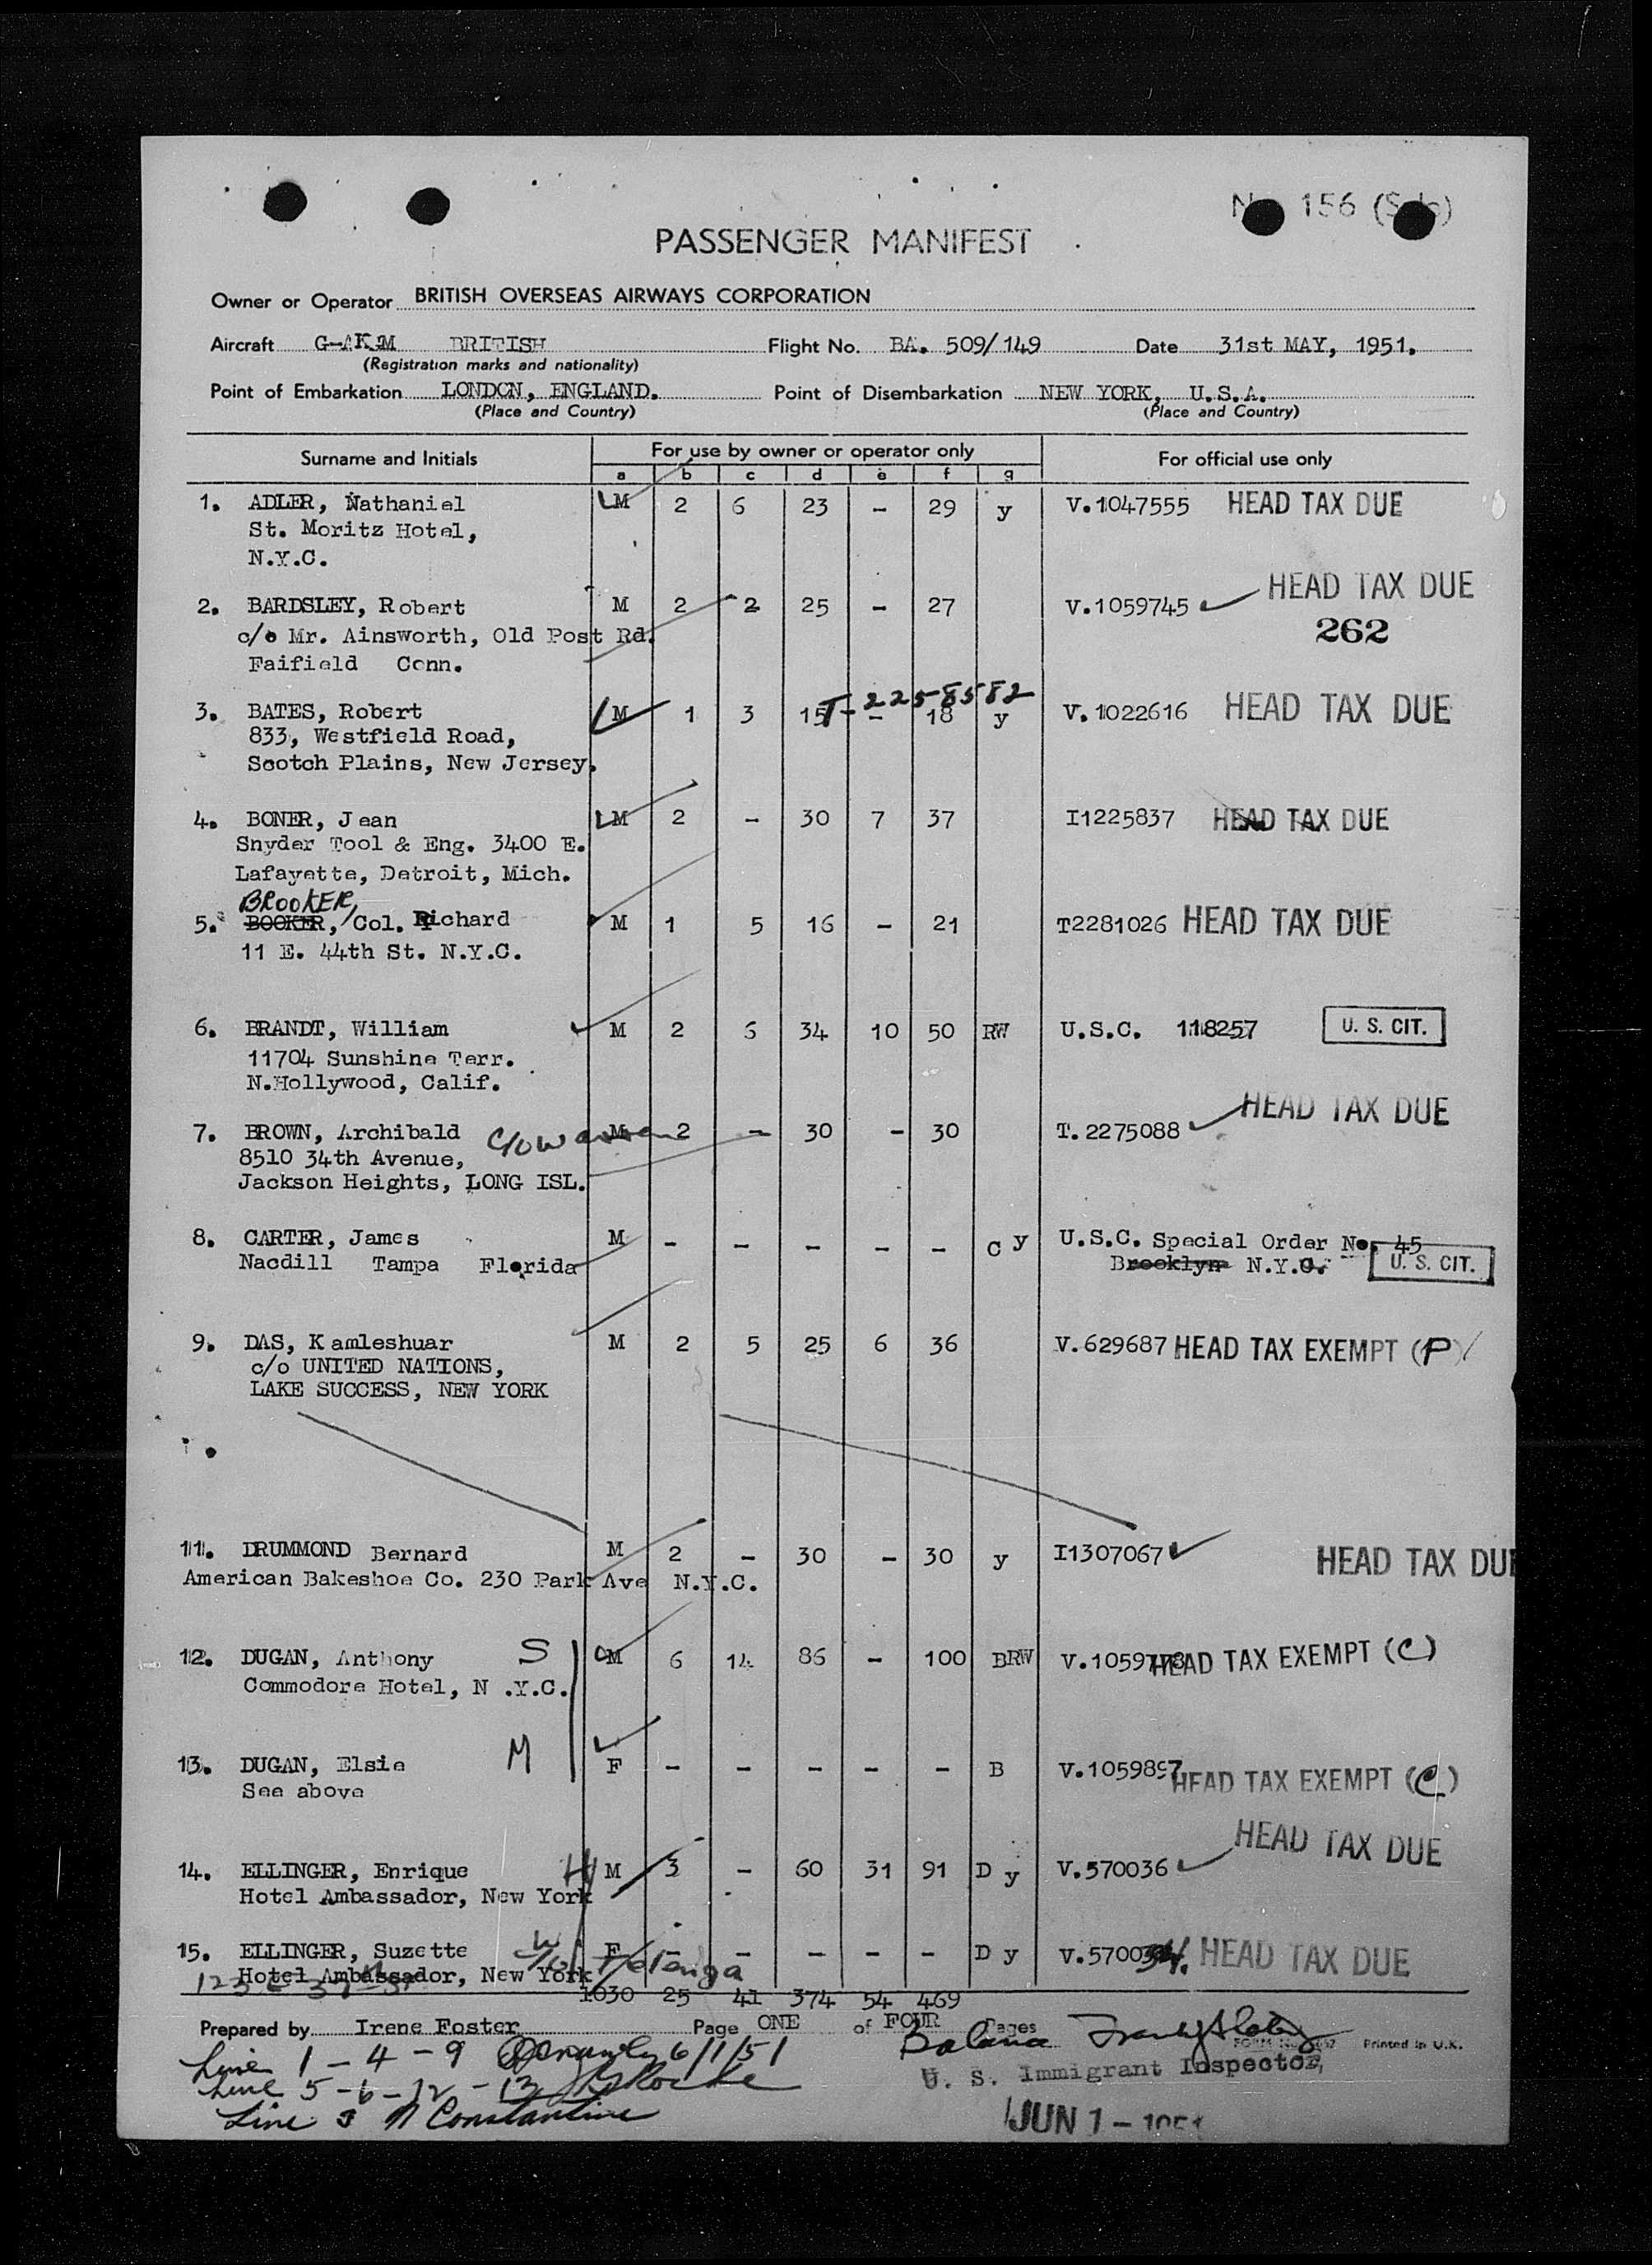 No 156 (S s)
PASSENGER MANIFEST
Owner or Operator BRITISH OVERSEAS AIRWAYS CORPORATION
Aircraft G-AKGM BRITISH Flight No. BA. 509/149 Date 31st MAY, 1951.
(Registration marks and nationality)
Point of Embarkation LONDON, ENGLAND. Point of Disembarkation NEW YORK, U.S.A.
(Place and Country) (Place and Country)
Surname and Initials For use by owner or operator only For official use only
a b c d e f g
1. ADLER, Nathaniel M 2 6 23 - 29 y V.1047555 HEAD TAX DUE
St. Moritz Hotel,
N.Y.C.
HEAD TAX DUE
2. BARDSLEY, Robert M 2 2 25 - 27 V.1059745
c/o Mr. Ainsworth, Old Post Rd. 262
Faifield Conn.
T-2258582
3. BATES, Robert M 1 3 15 - 18 y V.1022616 HEAD TAX DUE
833, Westfield Road,
Scotch Plains, New Jersey.
4. BONER, Jean M 2 - 30 7 37 I1225837 HEAD TAX DUE
Snyder Tool & Eng. 3400 E.
Lafayette, Detroit, Mich.
BROOKER,
5. BOOKER, Col. Richard M 1 5 16 - 21 T2281026 HEAD TAX DUE
11 E. 44th St. N.Y.C.
6. BRANDT, William M 2 6 34 10 50 RW U.S.C. 118257 U. S. CIT.
11704 Sunshine Terr.
N.Hollywood, Calif.
HEAD TAX DUE
7. BROWN, Archibald c/o M 2 - 30 - 30 T.2275088
8510 34th Avenue,
Jackson Heights, LONG ISL.
8. CARTER, James M - - - - - C y U.S.C. Special Order No. 45
Nacdill Tampa Florida Brooklyn N.Y.C. U. S. CIT.
9. DAS, Kamleshuar M 2 5 25 6 36 V.629687 HEAD TAX EXEMPT (P)
c/o UNITED NATIONS,
LAKE SUCCESS, NEW YORK
11. DRUMMOND Bernard M 2 - 30 - 30 y I1307067 HEAD TAX DUE
American Bakeshoe Co. 230 Park Ave N.Y.C.
12. DUGAN, Anthony S M 6 14 86 - 100 BRW V.1059 HEAD TAX EXEMPT (C)
Commodore Hotel, N .Y.C.
13. DUGAN, Elsie M F - - - - - B V.1059897 HEAD TAX EXEMPT (C)
See above
HEAD TAX DUE
14. ELLINGER, Enrique H M 3 - 60 31 91 D y V.570036
Hotel Ambassador, New York
15. ELLINGER, Suzette W F - - - - - D y V.570034. HEAD TAX DUE
Hotel Ambassador, New York
1030 25 41 374 54 469
Prepared by Irene Foster Page ONE of FOUR Pages
Printed in U.K.
Line 1 - 4 - 9 6/1/51
Line 5 - 6 - 12 - 13
U. S. Immigrant Inspector,
Line 3 N Constantine
JUN 1 - 1951